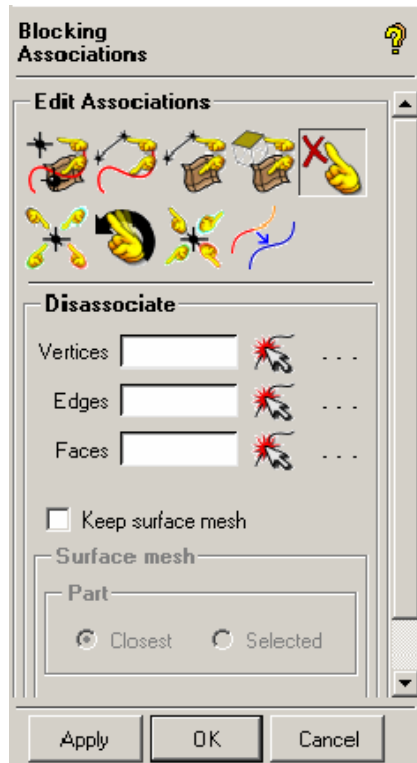 Blocking
Associations
Edit Associations
Disassociate
Vertices ...
Edges ...
Faces ...
Keep surface mesh
Surface mesh
Part
Closest Selected
Apply OK Cancel